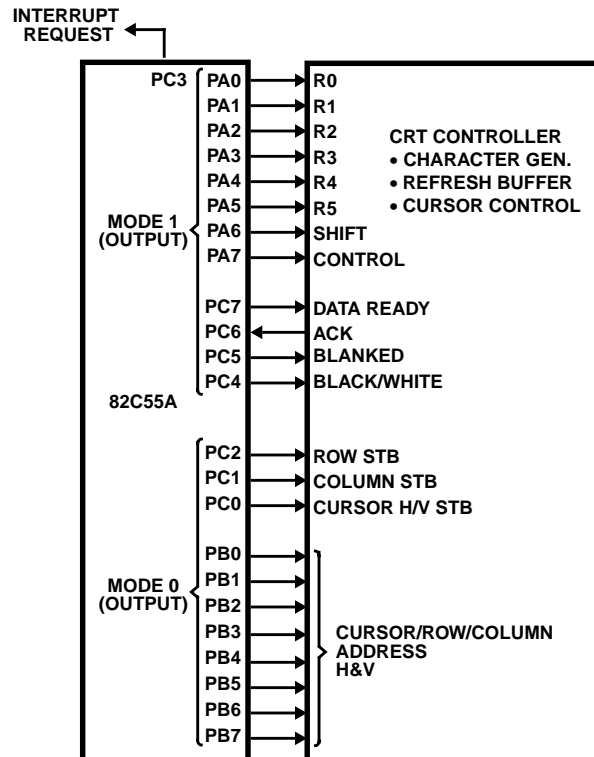 INTERRUPT
REQUEST
PC3 PA0 R0
PA1 R1
PA2 R2
PA3 R3
PA4 R4
PA5 R5
PA6 SHIFT
PA7 CONTROL
MODE 1
(OUTPUT)
CRT CONTROLLER
• CHARACTER GEN.
• REFRESH BUFFER
• CURSOR CONTROL
PC7 DATA READY
PC6 ACK
PC5 BLANKED
PC4 BLACK/WHITE
82C55A
PC2 ROW STB
PC1 COLUMN STB
PC0 CURSOR H/V STB
MODE 0
(OUTPUT)
PB0
PB1
PB2
PB3
PB4
PB5
PB6
PB7
CURSOR/ROW/COLUMN
ADDRESS
H&V